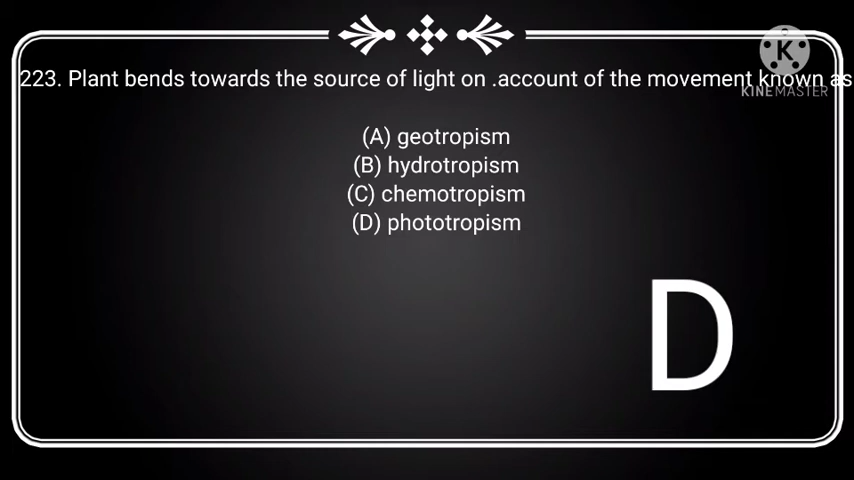 223. Plant bends towards the source of light on .account of the movement known as
(A) geotropism
(B) hydrotropism
(C) chemotropism
(D) phototropism
D
K
KINEMASTER